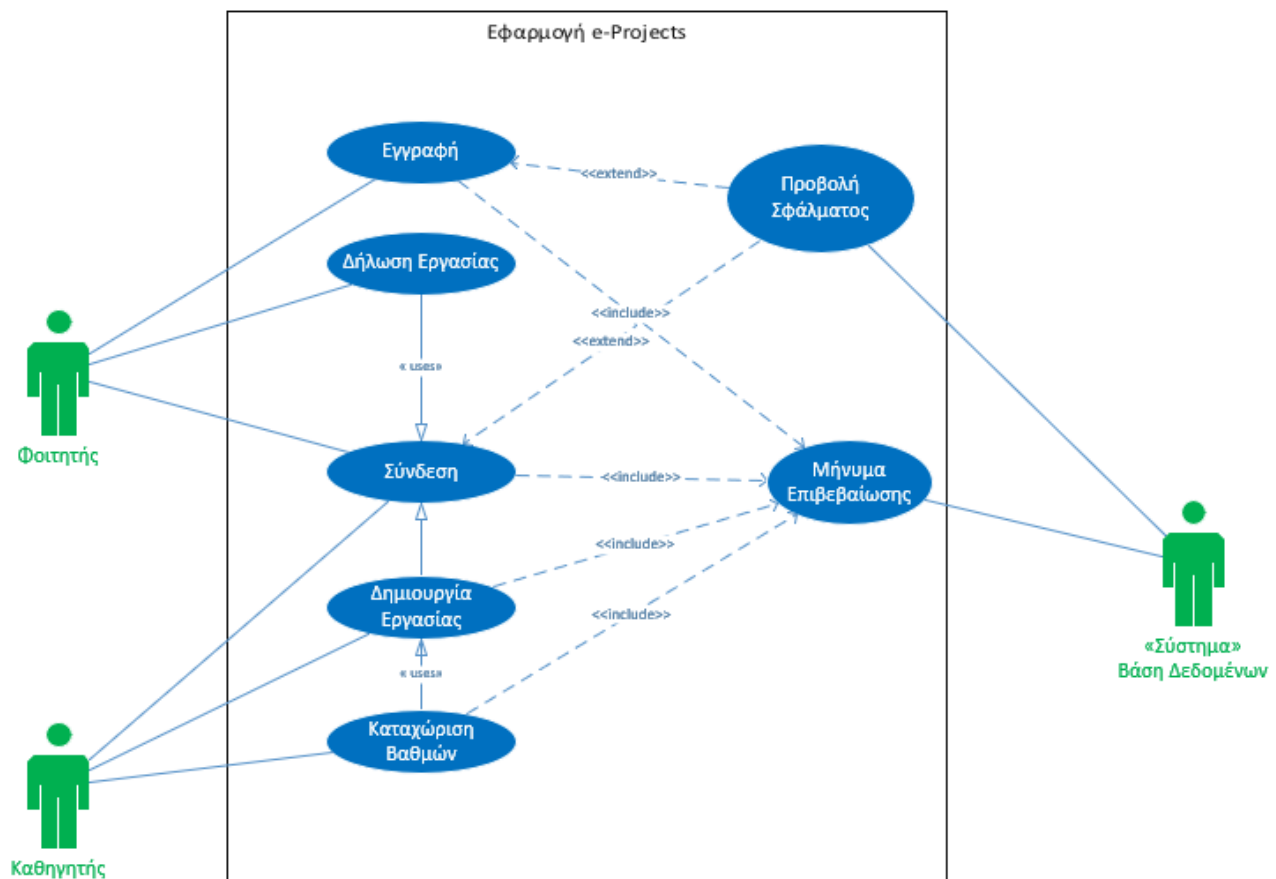 Εφαρμογή e-Projects
Εγγραφή
<<extend>>
Προβολή
Σφάλματος
Δήλωση Εργασίας
<<include>>
<<extend>>
« uses»
Φοιτητής
Σύνδεση
<<include>>
Μήνυμα
Επιβεβαίωσης
<<include>>
Δημιουργία
Εργασίας
<<include>>
«Σύστημα»
Βάση Δεδομένων
« uses»
Καταχώριση
Βαθμών
Καθηγητής